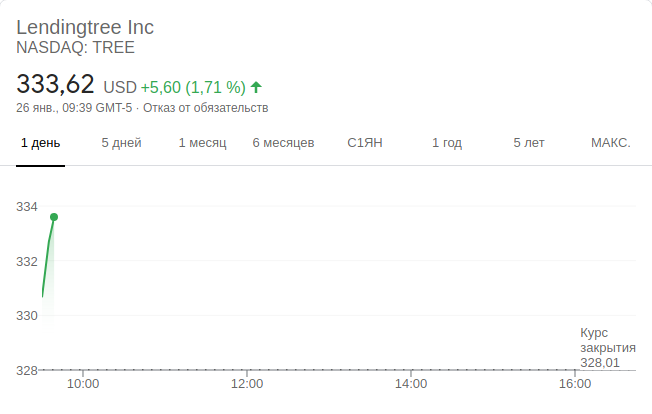 Lendingtree Inc
NASDAQ: TREE
333,62 USD +5,60 (1,71 %)
26 янв., 09:39 GMT-5 · Отказ от обязательств
1 день 5 дней 1 месяц 6 месяцев С1ЯН 1 год 5 лет МАКС.
334
332
330
Курс
закрытия
328,01
328
10:00 12:00 14:00 16:00